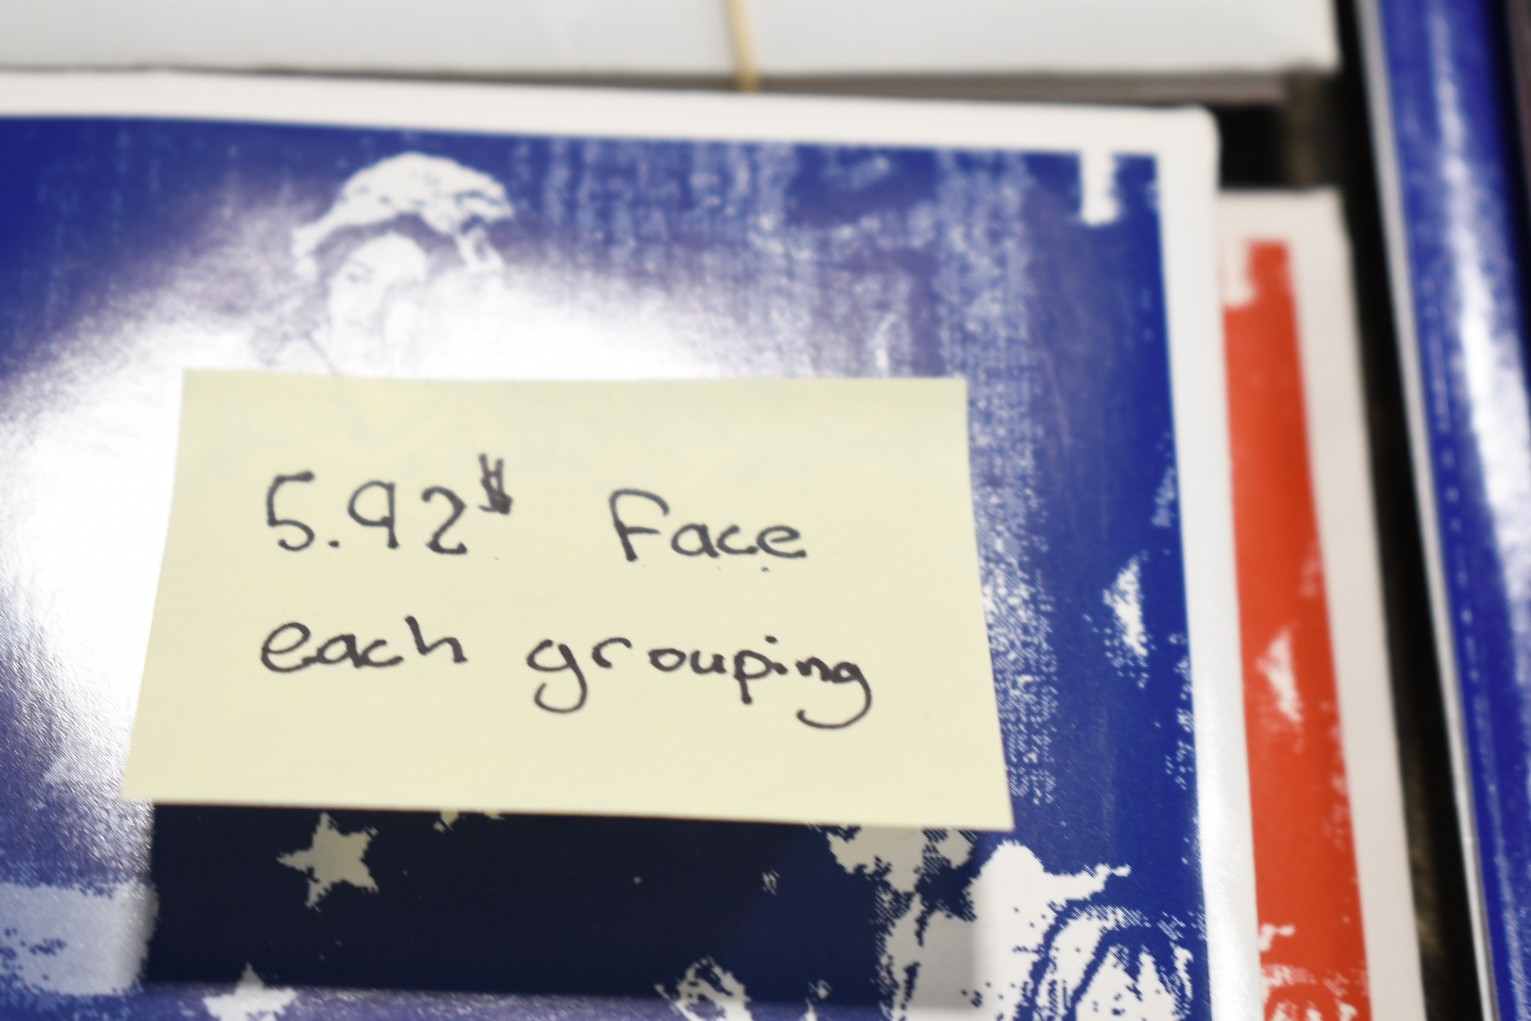 5.92 Face
each grouping